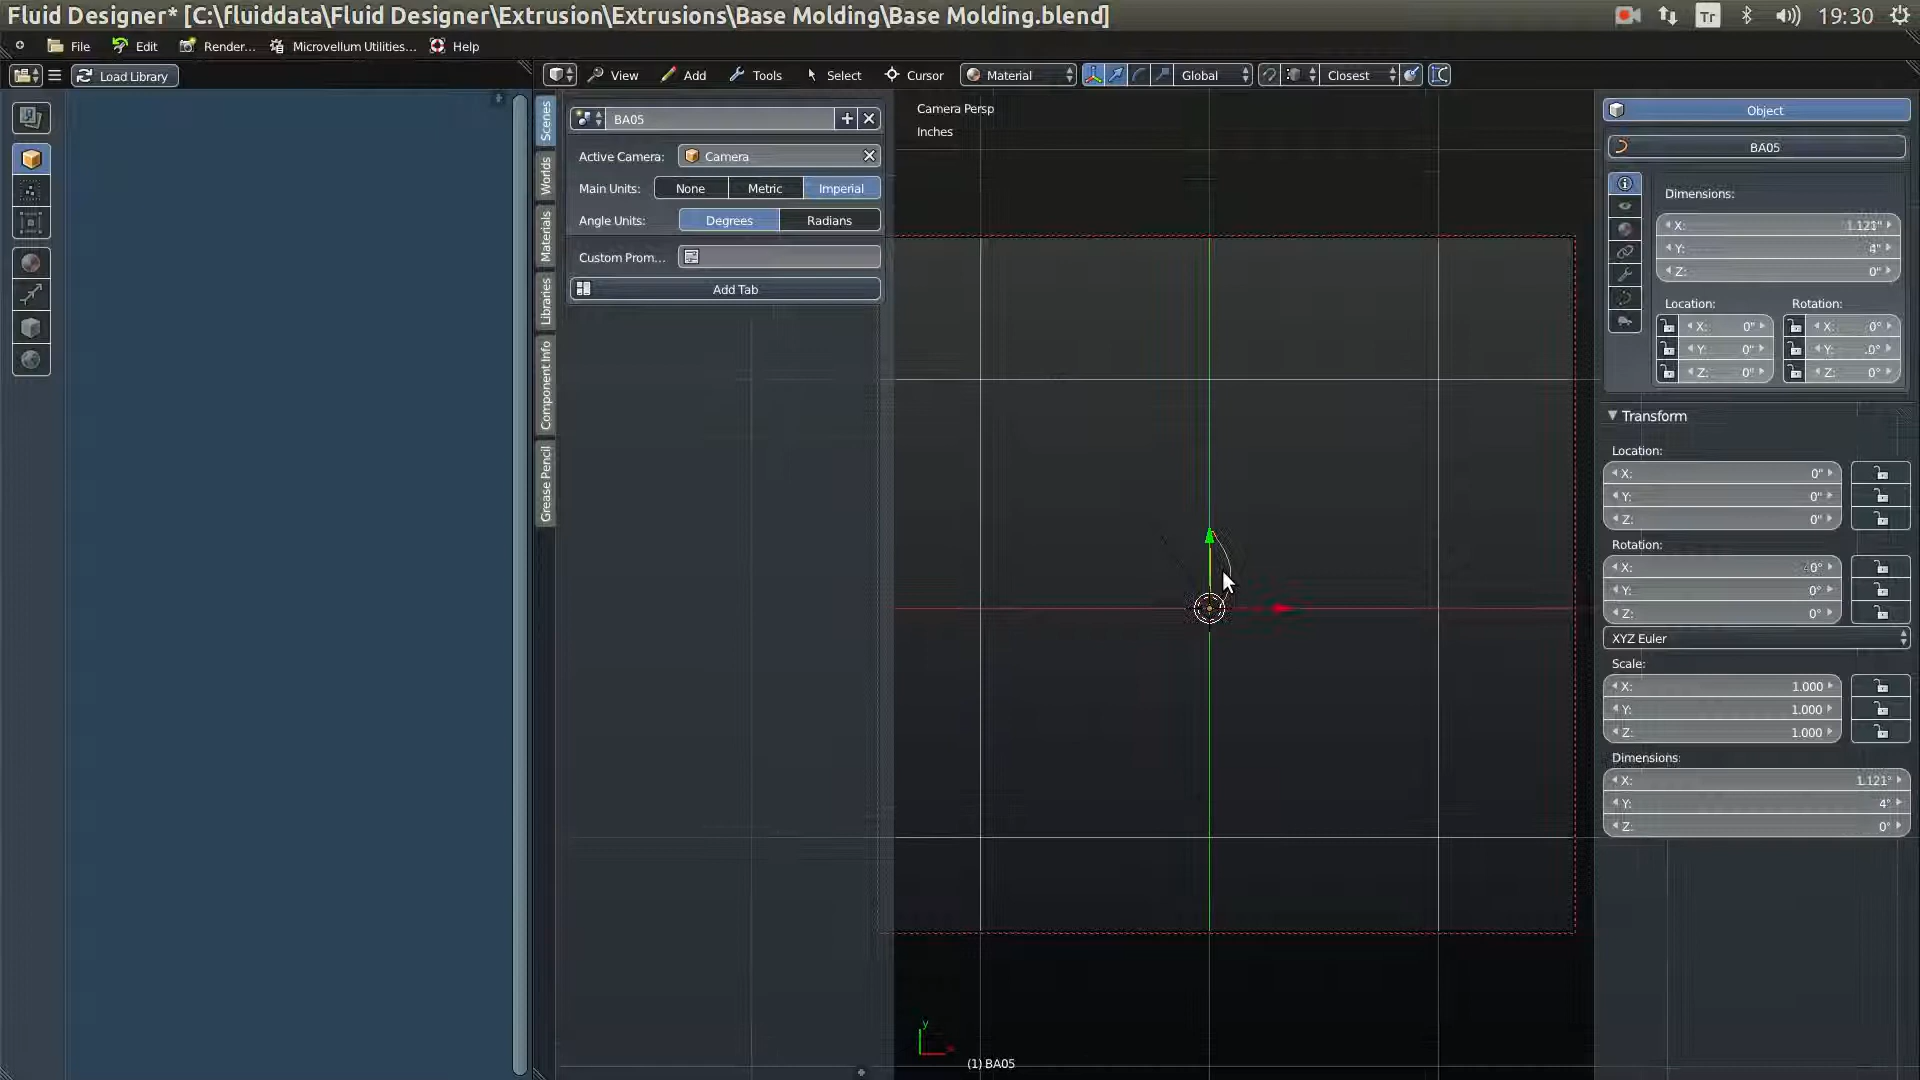 Fluid Designer* [C:\fluiddata\Fluid Designer\Extrusion\Extrusions\Base Molding\Base Molding.blend]
Tr
19:30
File Edit Render... Microvellum Utilities... Help
Load Library
View Add Tools Select Cursor Material Global Closest
Scenes
Worlds
Materials
Libraries
Component Info
Grease Pencil
BA05
Active Camera: Camera
Main Units: None Metric Imperial
Angle Units: Degrees Radians
Custom Prom...
Add Tab
Camera Persp
Inches
y
(1) BA05
Object
BA05
Dimensions:
X: 1.121"
Y: 4"
Z: 0"
Location: Rotation:
X: 0" X: 0°
Y: 0" Y: .0°
Z: 0" Z: 0°
Transform
Location:
X: 0"
Y: 0"
Z: 0"
Rotation:
X: 0°
Y: 0°
Z: 0°
XYZ Euler
Scale:
X: 1.000
Y: 1.000
Z: 1.000
Dimensions:
X: 1.121"
Y: 4"
Z: 0"